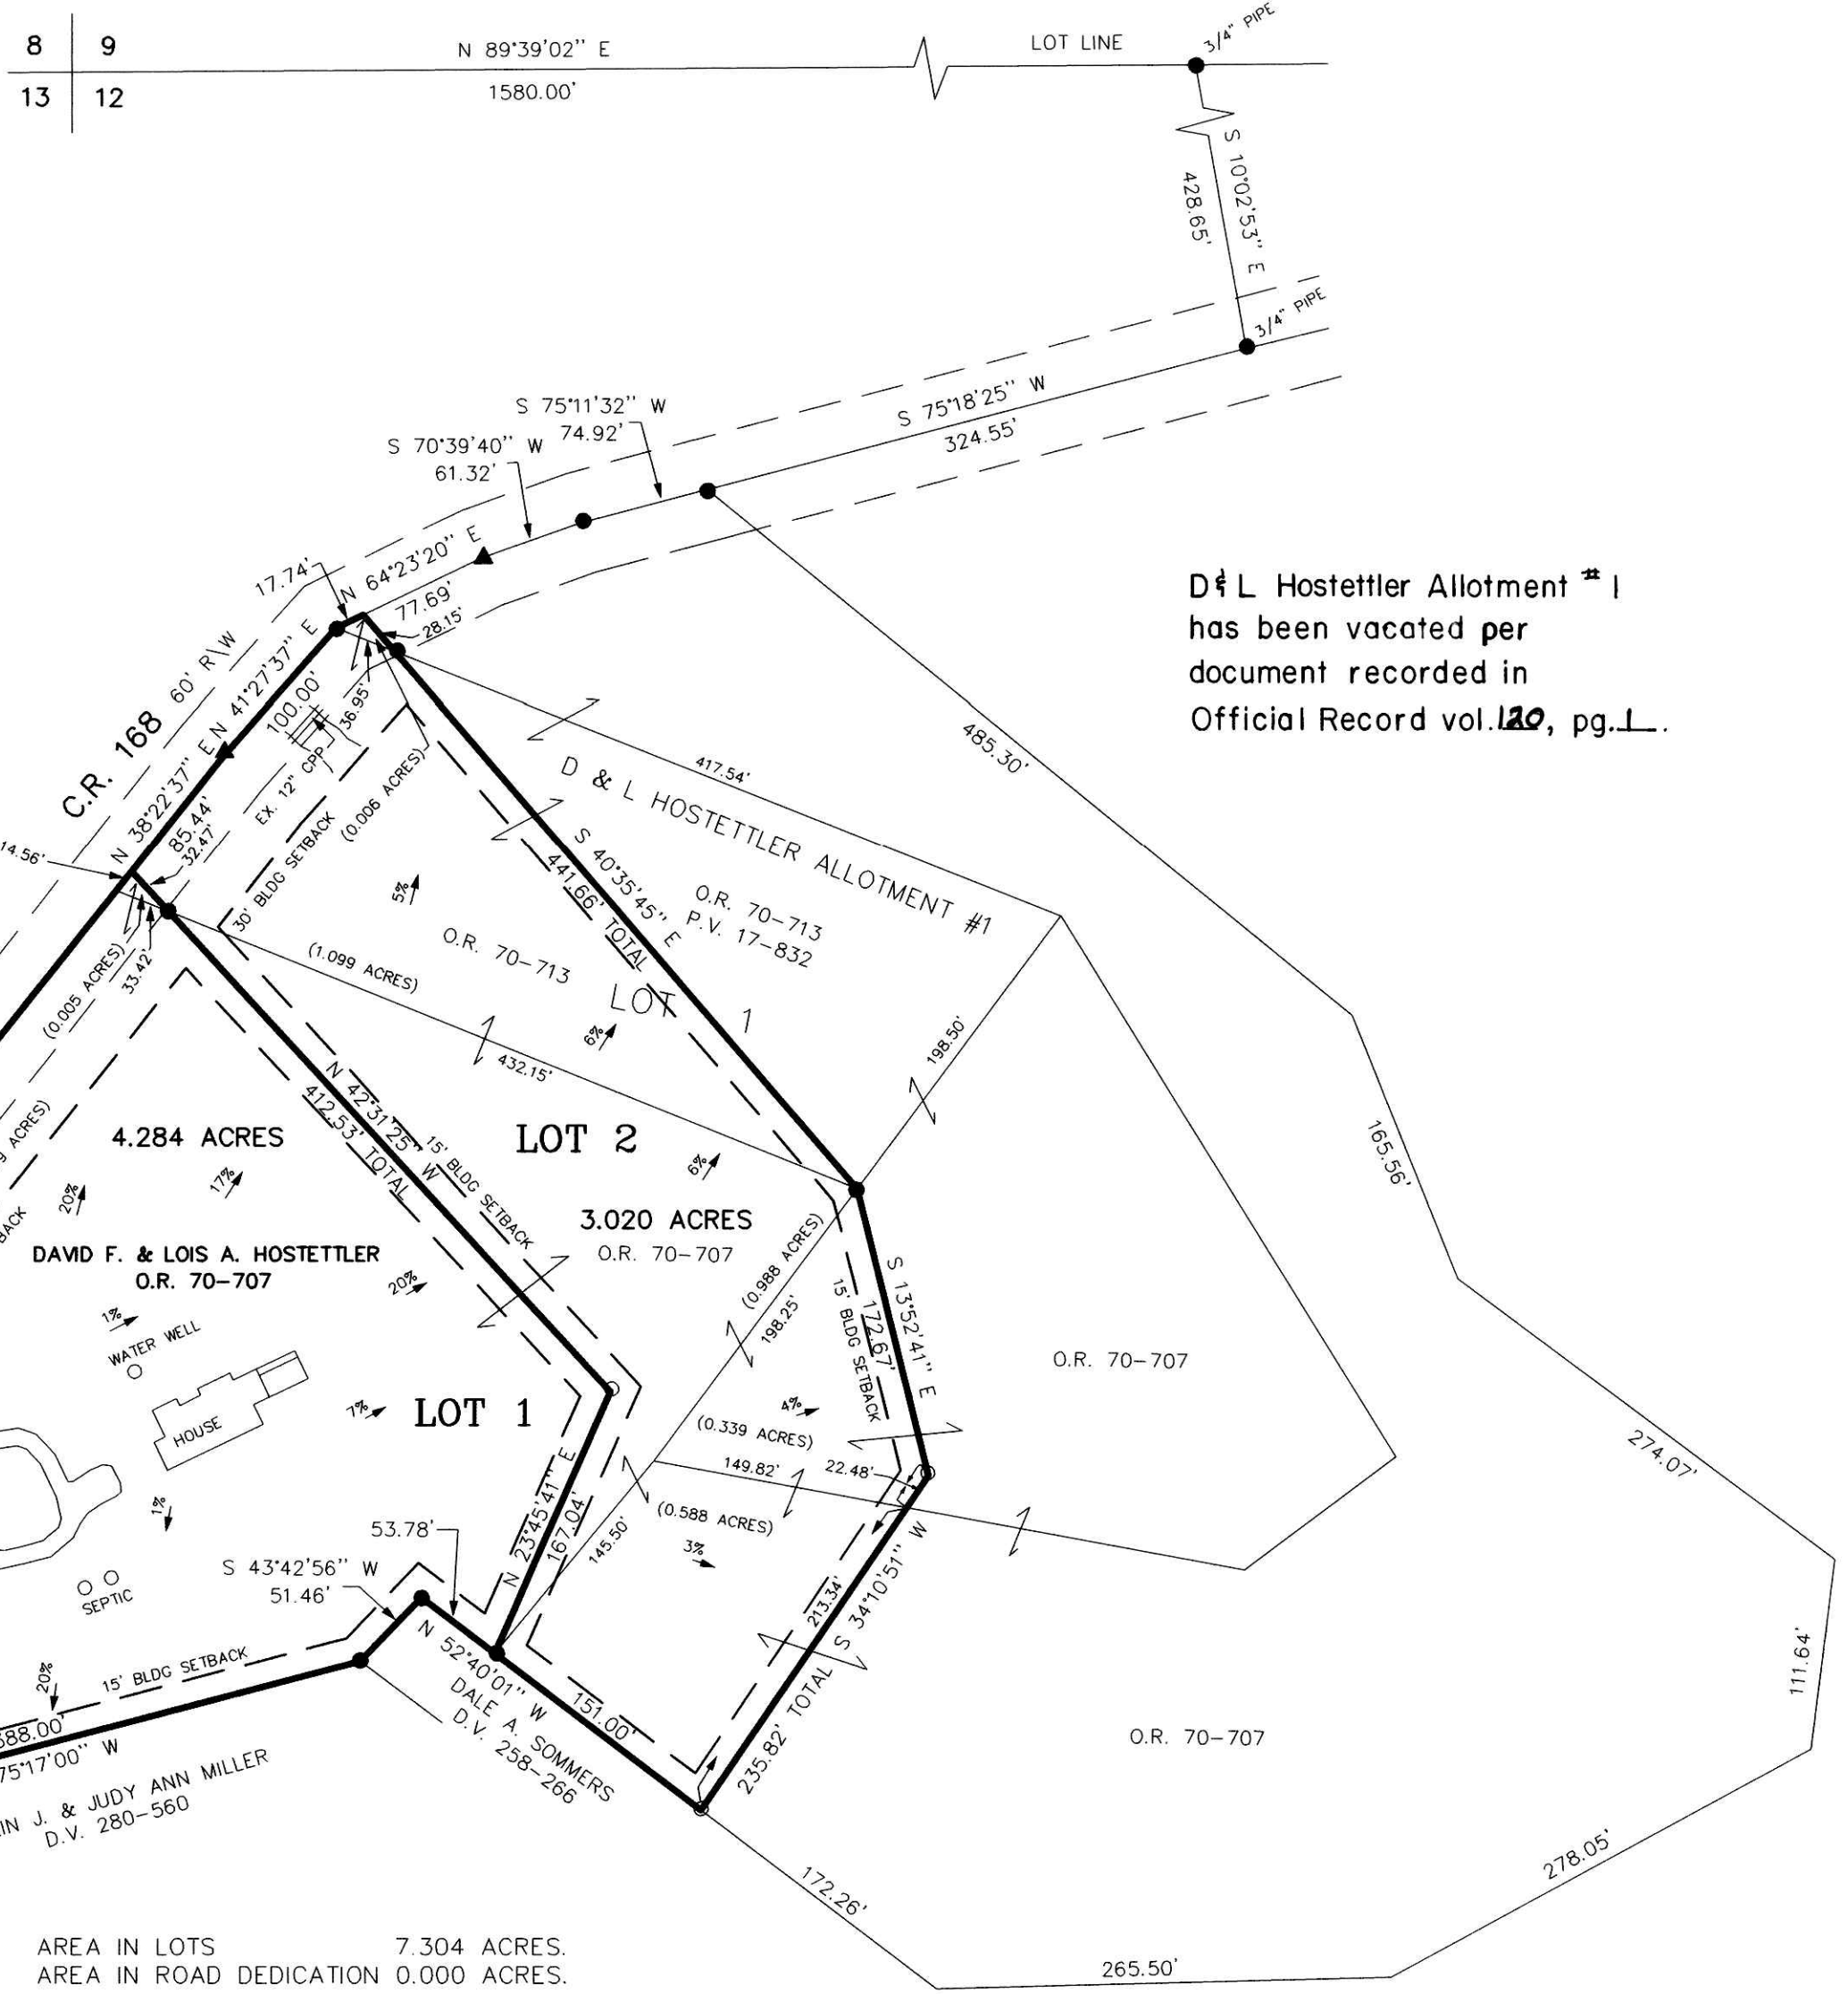 8 9
N 89°39'02" E
LOT LINE
3/4" PIPE
13 12
1580.00'
S 10°02'53" E
428.65'
3/4" PIPE
S 75°18'25" W
324.55'
S 75°11'32" W
74.92'
S 70°39'40" W
61.32'
N 64°23'20" E
77.69'
17.74'
28.15'
D & L Hostettler Allotment #1
has been vacated per
document recorded in
Official Record vol. 120, pg. 1.
C.R. 168 60' R\W
N 41°27'37" E
100.00'
36.95'
N 38°22'37" E
85.44'
32.47'
14.56'
EX. 12" CPP
30' BLDG SETBACK
(0.006 ACRES)
(0.005 ACRES)
33.42'
417.54'
485.30'
D & L HOSTETTLER ALLOTMENT #1
S 40°35'45" E
441.66' TOTAL
O.R. 70-713
P.V. 17-832
5%
O.R. 70-713
(1.099 ACRES)
LOT 1
6%
432.15'
198.50'
N 42°31'25" W
412.53' TOTAL
15' BLDG SETBACK
4.284 ACRES
LOT 2
6%
3.020 ACRES
O.R. 70-707
165.56'
ACRES)
20%
17%
BACK
DAVID F. & LOIS A. HOSTETTLER
O.R. 70-707
20%
(0.988 ACRES)
198.25'
S 13°52'41" E
172.67'
15' BLDG SETBACK
1%
WATER WELL
HOUSE
7%
LOT 1
O.R. 70-707
4%
(0.339 ACRES)
149.82'
22.48'
274.07'
1%
N 23°45'41" E
167.04'
(0.588 ACRES)
3%
145.50'
53.78'
S 43°42'56" W
51.46'
SEPTIC
S 34°10'51" W
213.34'
235.82' TOTAL
N 52°40'01" W
151.00'
DALE A. SOMMERS
D.V. 258-266
20%
15' BLDG SETBACK
588.00'
75°17'00" W
IN J. & JUDY ANN MILLER
D.V. 280-560
111.64'
O.R. 70-707
278.05'
172.26'
265.50'
AREA IN LOTS 7.304 ACRES.
AREA IN ROAD DEDICATION 0.000 ACRES.